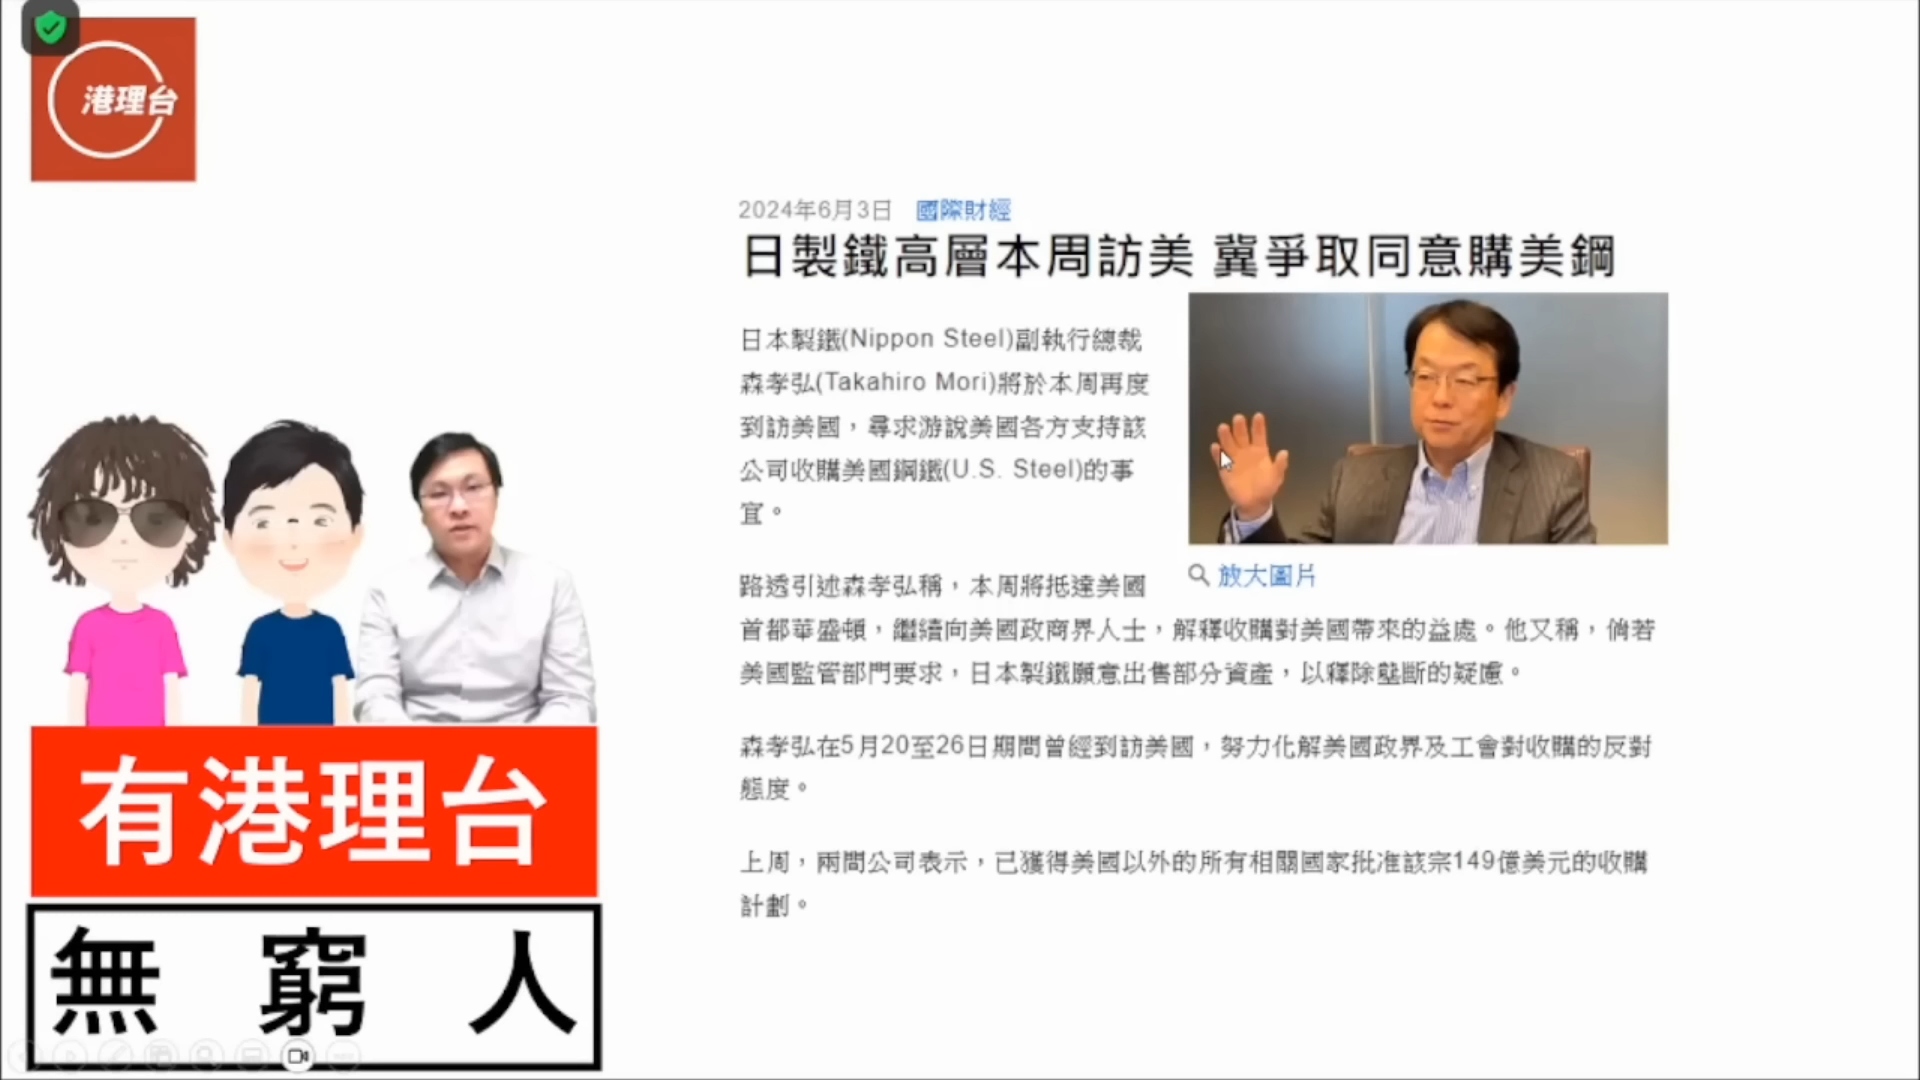 港理台
2024年6月3日 國際財經
日製鐵高層本周訪美 冀爭取同意購美鋼
日本製鐵(Nippon Steel)副執行總裁
森孝弘(Takahiro Mori)將於本周再度
到訪美國，尋求游說美國各方支持該
公司收購美國鋼鐵(U.S. Steel)的事
宜。
放大圖片
路透引述森孝弘稱，本周將抵達美國
首都華盛頓，繼續向美國政商界人士，解釋收購對美國帶來的益處。他又稱，倘若
美國監管部門要求，日本製鐵願意出售部分資產，以釋除壟斷的疑慮。
森孝弘在5月20至26日期間曾經到訪美國，努力化解美國政界及工會對收購的反對
態度。
上周，兩間公司表示，已獲得美國以外的所有相關國家批准該宗149億美元的收購
計劃。
有港理台
無窮人